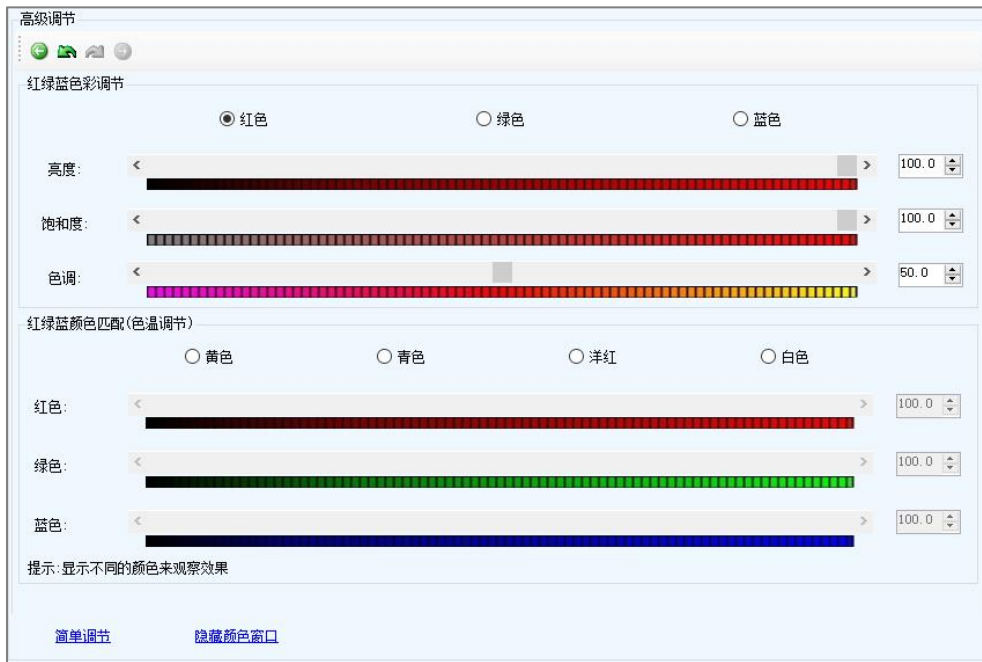 高级调节
红绿蓝色彩调节
红色 绿色 蓝色
亮度: 100.0
饱和度: 100.0
色调: 50.0
红绿蓝颜色匹配(色温调节)
黄色 青色 洋红 白色
红色: 100.0
绿色: 100.0
蓝色: 100.0
提示:显示不同的颜色来观察效果
简单调节 隐藏颜色窗口